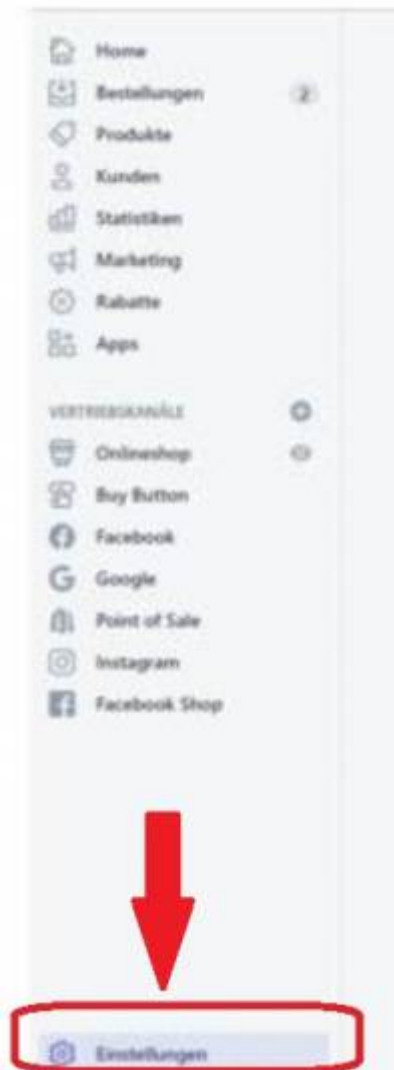 Home
Bestellungen 2
Produkte
Kunden
Statistiken
Marketing
Rabatte
Apps
VERTRIEBSKANÄLE
Onlineshop
Buy Button
Facebook
Google
Point of Sale
Instagram
Facebook Shop
Einstellungen